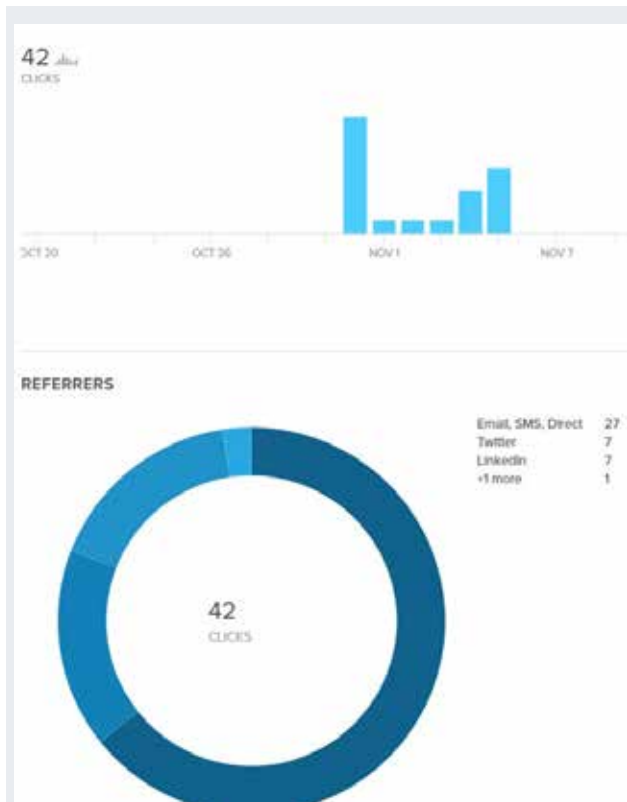 42
CLICKS
OCT 20
OCT 26
NOV 1
NOV 7
REFERRERS
Email, SMS, Direct 27
Twitter 7
LinkedIn 7
+1 more 1
42
CLICKS